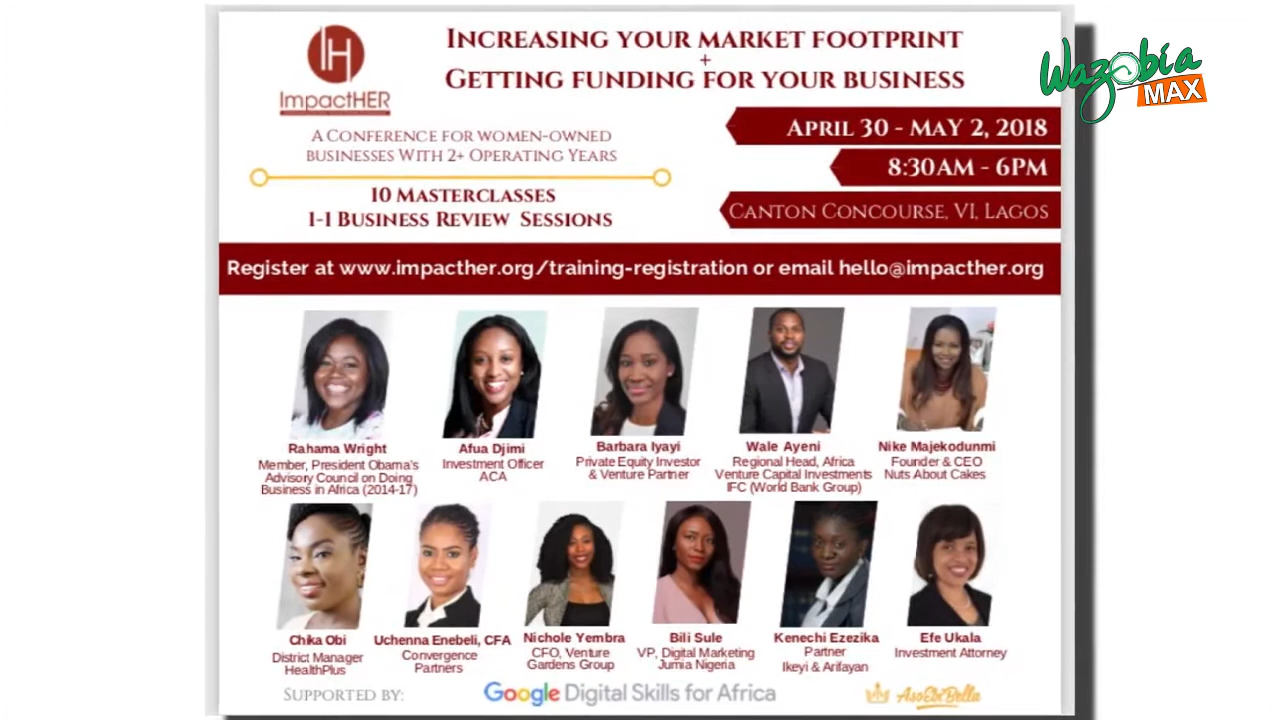 IH
ImpactHER
INCREASING YOUR MARKET FOOTPRINT
+
GETTING FUNDING FOR YOUR BUSINESS
Wazobia
MAX
A CONFERENCE FOR WOMEN-OWNED
BUSINESSES WITH 2+ OPERATING YEARS
10 MASTERCLASSES
1-1 BUSINESS REVIEW SESSIONS
APRIL 30 - MAY 2, 2018
8:30AM - 6PM
CANTON CONCOURSE, VI, LAGOS
Register at www.impacther.org/training-registration or email hello@impacther.org
Rahama Wright
Member, President Obama's
Advisory Council on Doing
Business in Africa (2014-17)
Afua Djimi
Investment Officer
ACA
Barbara Iyayi
Private Equity Investor
& Venture Partner
Wale Ayeni
Regional Head, Africa
Venture Capital Investments
IFC (World Bank Group)
Nike Majekodunmi
Founder & CEO
Nuts About Cakes
Chika Obi
District Manager
HealthPlus
Uchenna Enebeli, CFA
Convergence
Partners
Nichole Yembra
CFO, Venture
Gardens Group
Bili Sule
VP, Digital Marketing
Jumia Nigeria
Kenechi Ezezika
Partner
Ikeyi & Arifayan
Efe Ukala
Investment Attorney
SUPPORTED BY:
Google Digital Skills for Africa
AsoEbiBella